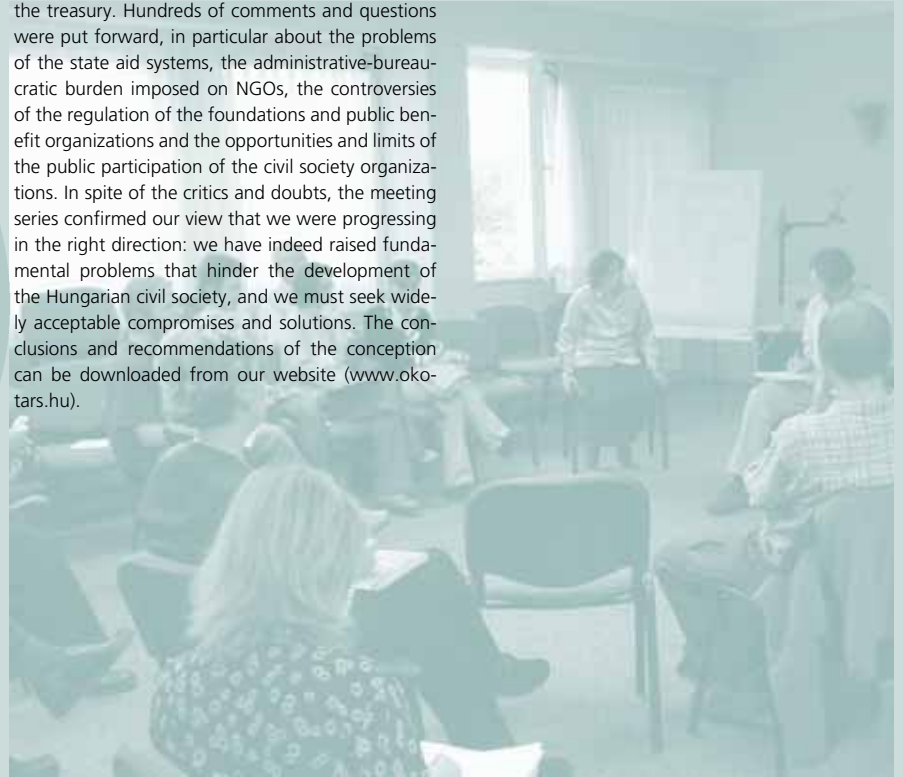 the treasury. Hundreds of comments and questions
were put forward, in particular about the problems
of the state aid systems, the administrative-bureau-
cratic burden imposed on NGOs, the controversies
of the regulation of the foundations and public ben-
efit organizations and the opportunities and limits of
the public participation of the civil society organiza-
tions. In spite of the critics and doubts, the meeting
series confirmed our view that we were progressing
in the right direction: we have indeed raised funda-
mental problems that hinder the development of
the Hungarian civil society, and we must seek wide-
ly acceptable compromises and solutions. The con-
clusions and recommendations of the conception
can be downloaded from our website (www.oko-
tars.hu).